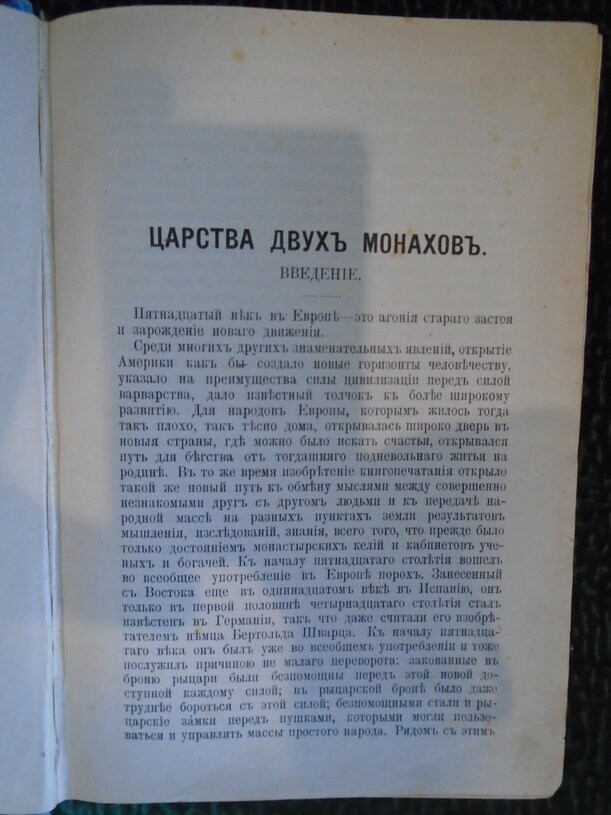 ЦАРСТВА ДВУХЪ МОНАХОВЪ.
ВВЕДЕНІЕ.
Пятнадцатый вѣкъ въ Европѣ—это агонія стараго застоя
и зарожденіе новаго движенія.
Среди многихъ другихъ знаменательныхъ явленій, открытіе
Америки какъ бы создало новые горизонты человѣчеству,
указало на преимущества силы цивилизаціи передъ силой
варварства, дало извѣстный толчокъ къ болѣе широкому
развитію. Для народовъ Европы, которымъ жилось тогда
такъ плохо, такъ тѣсно дома, открывалась широко дверь въ
новыя страны, гдѣ можно было искать счастья, открывался
путь для бѣгства отъ тогдашняго подневольнаго житья на
родинѣ. Въ то же время изобрѣтеніе книгопечатанія открыло
такой же новый путь къ обмѣну мыслями между совершенно
незнакомыми другъ съ другомъ людьми и къ передачѣ на-
родной массѣ на разныхъ пунктахъ земли результатовъ
мышленія, изслѣдованій, знанія, всего того, что прежде было
только достояніемъ монастырскихъ келій и кабинетовъ уче-
ныхъ и богачей. Къ началу пятнадцатаго столѣтія вошелъ
во всеобщее употребленіе въ Европѣ порохъ. Занесенный
съ Востока еще въ одиннадцатомъ вѣкѣ въ Испанію, онъ
только въ первой половинѣ четырнадцатаго столѣтія сталъ
извѣстенъ въ Германіи, такъ что даже считали его изобрѣ-
тателемъ нѣмца Бертольда Шварца. Къ началу пятнадца-
таго вѣка онъ былъ уже во всеобщемъ употребленіи и тоже
послужилъ причиною не малаго переворота: закованные въ
броню рыцари были безпомощны передъ этой новой до-
ступной каждому силой; въ рыцарской бронѣ было даже
труднѣе бороться съ этой силой; безпомощными стали и ры-
царскіе за́мки передъ пушками, которыми могли пользо-
ваться и управлять массы простого народа. Рядомъ съ этимъ